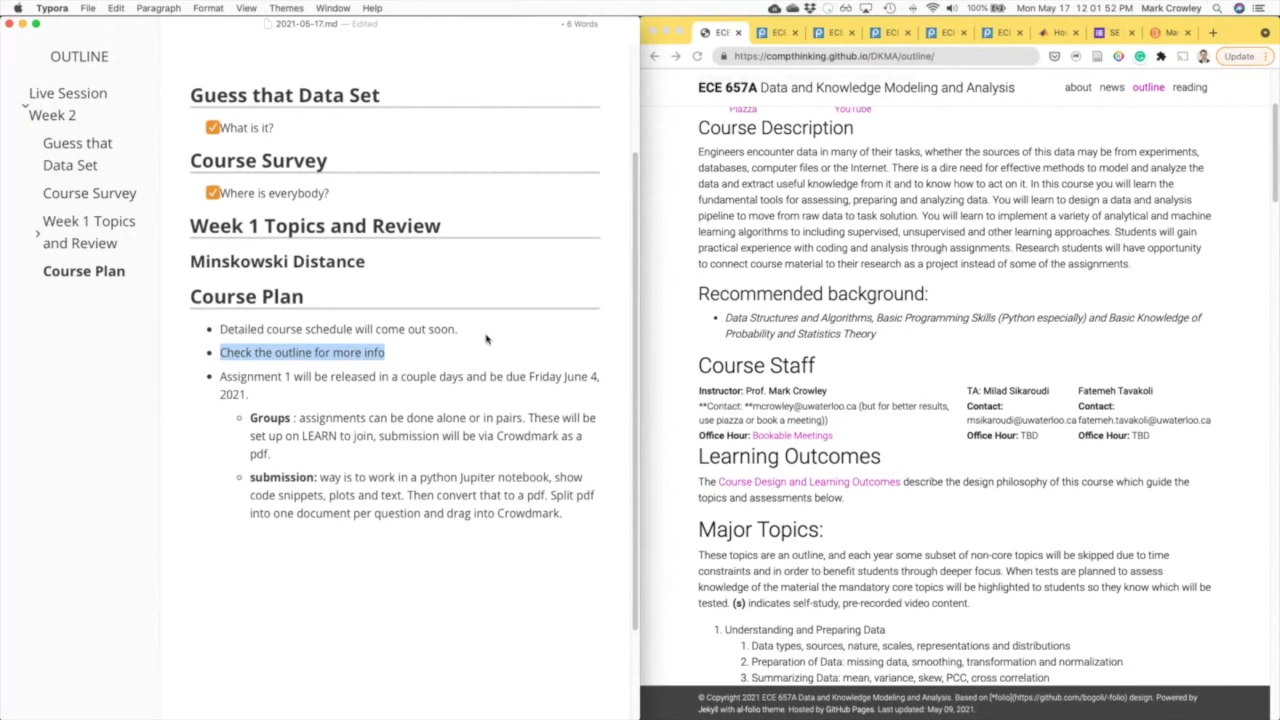 Typora File Edit Paragraph Format View Themes Window Help
100% Mon May 17 12:01:52 PM Mark Crowley
2021-05-17.md — Edited
• 6 Words
OUTLINE
Live Session
Week 2
Guess that
Data Set
Course Survey
Week 1 Topics
and Review
Course Plan
Guess that Data Set
What is it?
Course Survey
Where is everybody?
Week 1 Topics and Review
Minskowski Distance
Course Plan
Detailed course schedule will come out soon.
Check the outline for more info
Assignment 1 will be released in a couple days and be due Friday June 4,
2021.
Groups : assignments can be done alone or in pairs. These will be
set up on LEARN to join, submission will be via Crowdmark as a
pdf.
submission: way is to work in a python Jupiter notebook, show
code snippets, plots and text. Then convert that to a pdf. Split pdf
into one document per question and drag into Crowdmark.
ECE ECI ECI ECI ECI ECI Ho SE Ma
https://compthinking.github.io/DKMA/outline/
Update
ECE 657A Data and Knowledge Modeling and Analysis about news outline reading
Piazza YouTube
Course Description
Engineers encounter data in many of their tasks, whether the sources of this data may be from experiments,
databases, computer files or the Internet. There is a dire need for effective methods to model and analyze the
data and extract useful knowledge from it and to know how to act on it. In this course you will learn the
fundamental tools for assessing, preparing and analyzing data. You will learn to design a data and analysis
pipeline to move from raw data to task solution. You will learn to implement a variety of analytical and machine
learning algorithms to including supervised, unsupervised and other learning approaches. Students will gain
practical experience with coding and analysis through assignments. Research students will have opportunity
to connect course material to their research as a project instead of some of the assignments.
Recommended background:
Data Structures and Algorithms, Basic Programming Skills (Python especially) and Basic Knowledge of
Probability and Statistics Theory
Course Staff
Instructor: Prof. Mark Crowley TA: Milad Sikaroudi Fatemeh Tavakoli
**Contact: **mcrowley@uwaterloo.ca (but for better results, Contact: Contact:
use piazza or book a meeting)) msikaroudi@uwaterloo.ca fatemeh.tavakoli@uwaterloo.ca
Office Hour: Bookable Meetings Office Hour: TBD Office Hour: TBD
Learning Outcomes
The Course Design and Learning Outcomes describe the design philosophy of this course which guide the
topics and assessments below.
Major Topics:
These topics are an outline, and each year some subset of non-core topics will be skipped due to time
constraints and in order to benefit students through deeper focus. When tests are planned to assess
knowledge of the material the mandatory core topics will be highlighted to students so they know which will be
tested. (s) indicates self-study, pre-recorded video content.
1. Understanding and Preparing Data
1. Data types, sources, nature, scales, representations and distributions
2. Preparation of Data: missing data, smoothing, transformation and normalization
3. Summarizing Data: mean, variance, skew, PCC, cross correlation
© Copyright 2021 ECE 657A Data and Knowledge Modeling and Analysis. Based on [*folio](https://github.com/bogoli/-folio) design. Powered by
Jekyll with al-folio theme. Hosted by GitHub Pages. Last updated: May 09, 2021.